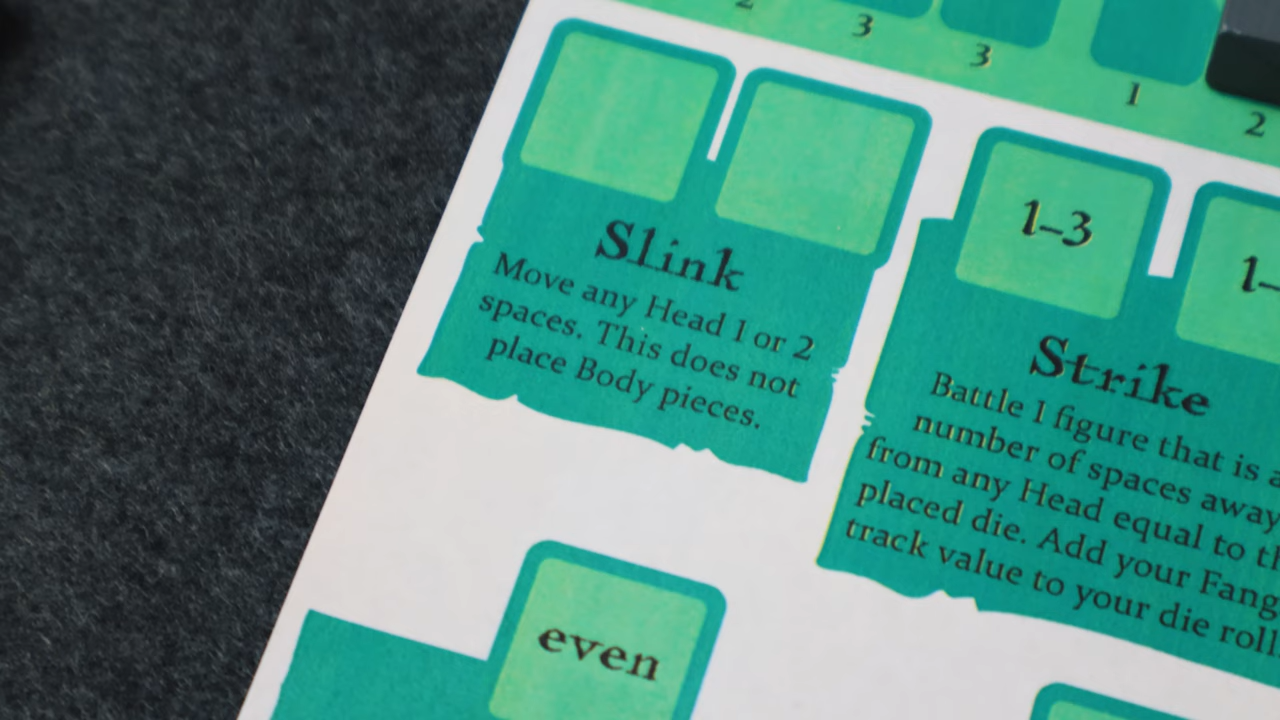 2
3
3
1
2
1–3
1–
Slink
Move any Head 1 or 2
spaces. This does not
place Body pieces.
Strike
Battle 1 figure that is a
number of spaces away
from any Head equal to
placed die. Add your Fang
track value to your die roll
even